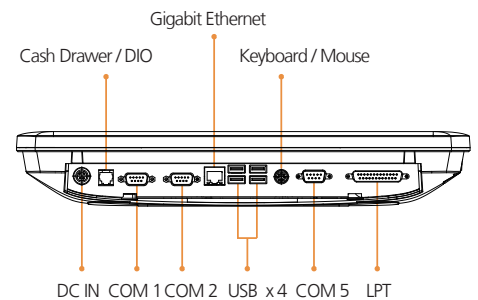 Gigabit Ethernet
Cash Drawer / DIO
Keyboard / Mouse
DC IN
COM 1
COM 2
USB x 4
COM 5
LPT